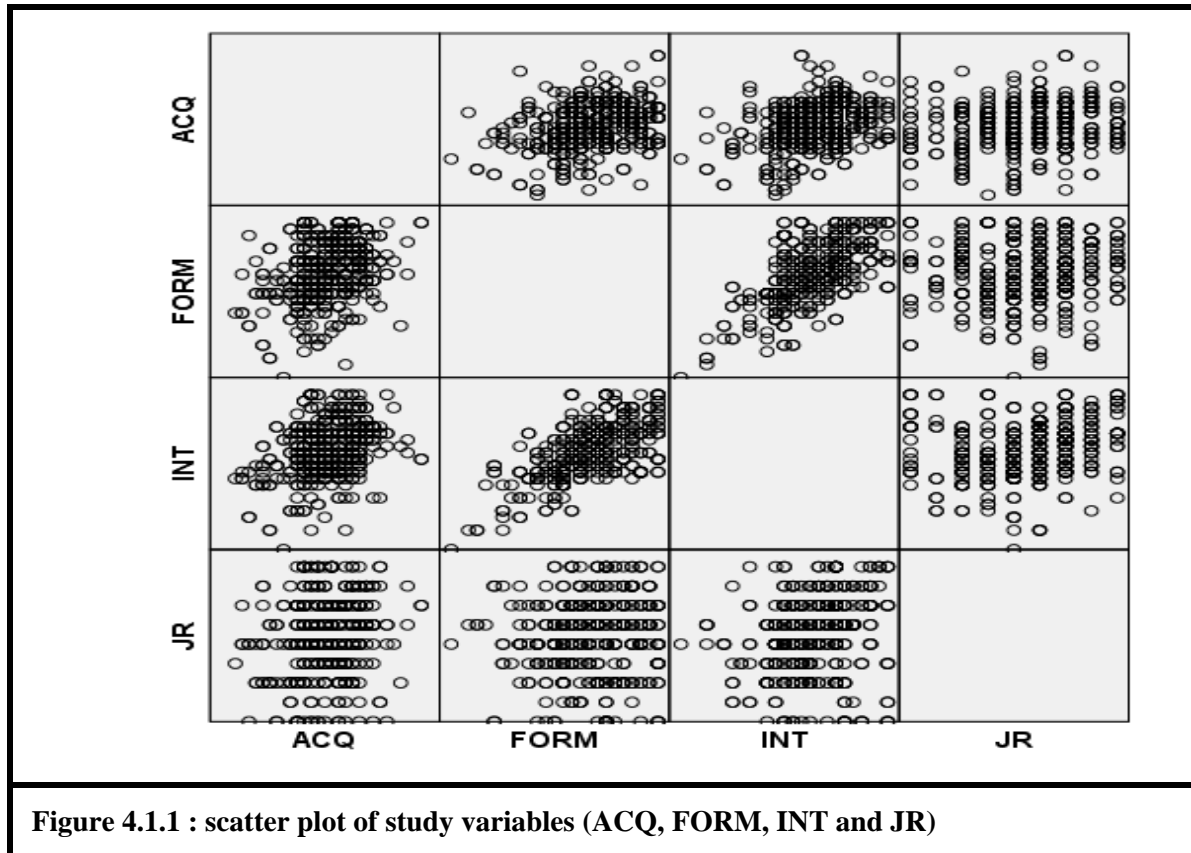 ACQ
FORM
INT
JR
ACQ FORM INT JR
Figure 4.1.1 : scatter plot of study variables (ACQ, FORM, INT and JR)